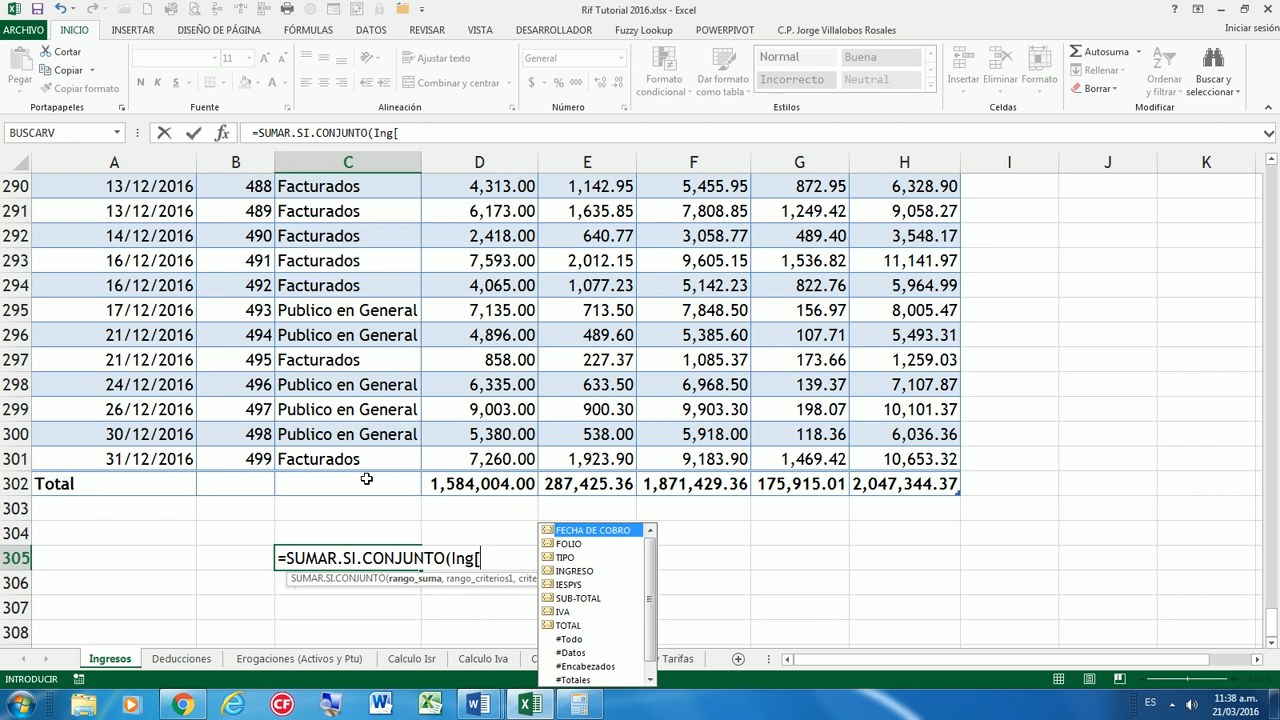 Rif Tutorial 2016.xlsx - Excel
ARCHIVO INICIO INSERTAR DISEÑO DE PÁGINA FÓRMULAS DATOS REVISAR VISTA DESARROLLADOR Fuzzy Lookup POWERPIVOT C.P. Jorge Villalobos Rosales Iniciar sesión
Pegar
Cortar
Copiar
Copiar formato
Portapapeles
11
N K S
Fuente
Ajustar texto
Combinar y centrar
Alineación
General
$ % 000
Número
Formato condicional
Dar formato como tabla
Normal Buena
Incorrecto Neutral
Estilos
Insertar Eliminar Formato
Celdas
Autosuma
Rellenar
Borrar
Ordenar y filtrar
Buscar y seleccionar
Modificar
BUSCARV fx =SUMAR.SI.CONJUNTO(Ing[
A B C D E F G H I J K
290 13/12/2016 488 Facturados 4,313.00 1,142.95 5,455.95 872.95 6,328.90
291 13/12/2016 489 Facturados 6,173.00 1,635.85 7,808.85 1,249.42 9,058.27
292 14/12/2016 490 Facturados 2,418.00 640.77 3,058.77 489.40 3,548.17
293 16/12/2016 491 Facturados 7,593.00 2,012.15 9,605.15 1,536.82 11,141.97
294 16/12/2016 492 Facturados 4,065.00 1,077.23 5,142.23 822.76 5,964.99
295 17/12/2016 493 Publico en General 7,135.00 713.50 7,848.50 156.97 8,005.47
296 21/12/2016 494 Publico en General 4,896.00 489.60 5,385.60 107.71 5,493.31
297 21/12/2016 495 Facturados 858.00 227.37 1,085.37 173.66 1,259.03
298 24/12/2016 496 Publico en General 6,335.00 633.50 6,968.50 139.37 7,107.87
299 26/12/2016 497 Publico en General 9,003.00 900.30 9,903.30 198.07 10,101.37
300 30/12/2016 498 Publico en General 5,380.00 538.00 5,918.00 118.36 6,036.36
301 31/12/2016 499 Facturados 7,260.00 1,923.90 9,183.90 1,469.42 10,653.32
302 Total 1,584,004.00 287,425.36 1,871,429.36 175,915.01 2,047,344.37
303
304
305 =SUMAR.SI.CONJUNTO(Ing[
SUMAR.SI.CONJUNTO(rango_suma, rango_criterios1, crite
306
307
308
FECHA DE COBRO
FOLIO
TIPO
INGRESO
IESPYS
SUB-TOTAL
IVA
TOTAL
#Todo
#Datos
#Encabezados
#Totales
Ingresos Deducciones Erogaciones (Activos y Ptu) Calculo Isr Calculo Iva C y Tarifas
INTRODUCIR
140 %
ES
11:38 a.m.
21/03/2016